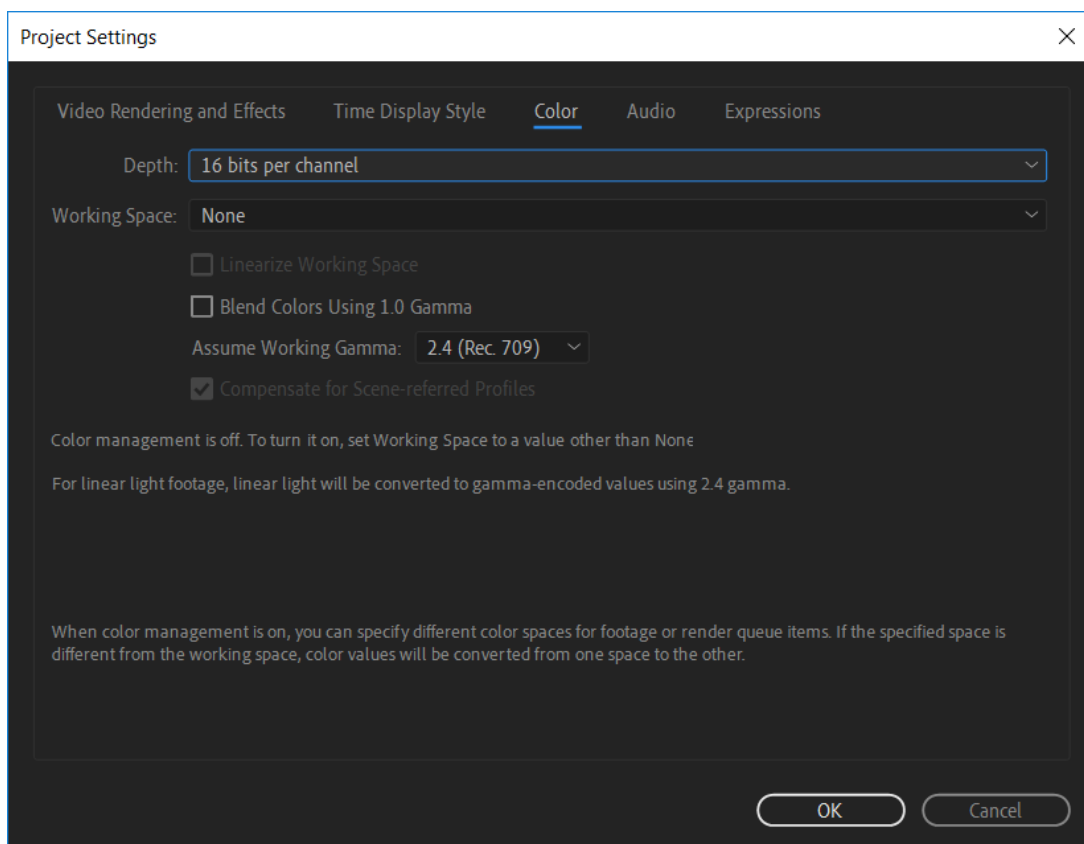 Project Settings
Video Rendering and Effects Time Display Style Color Audio Expressions
Depth: 16 bits per channel
Working Space: None
Linearize Working Space
Blend Colors Using 1.0 Gamma
Assume Working Gamma: 2.4 (Rec. 709)
Compensate for Scene-referred Profiles
Color management is off. To turn it on, set Working Space to a value other than None
For linear light footage, linear light will be converted to gamma-encoded values using 2.4 gamma.
When color management is on, you can specify different color spaces for footage or render queue items. If the specified space is
different from the working space, color values will be converted from one space to the other.
OK Cancel